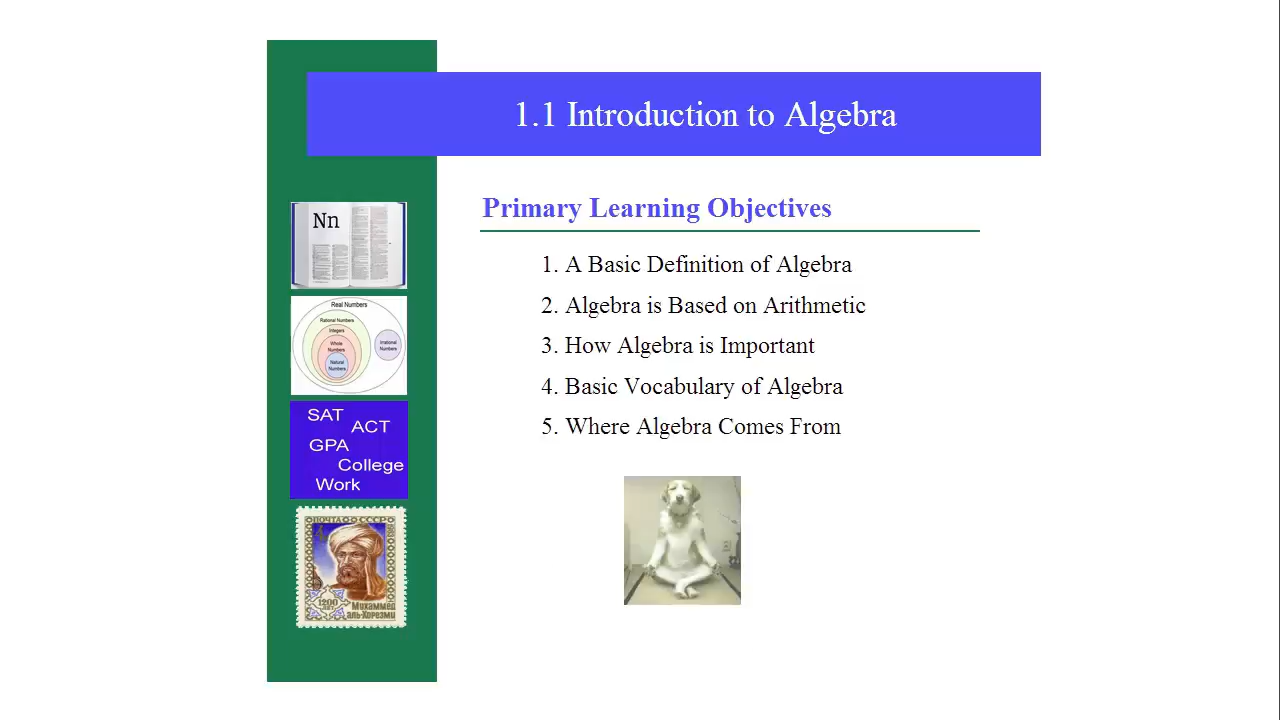 1.1 Introduction to Algebra
Primary Learning Objectives
1. A Basic Definition of Algebra
2. Algebra is Based on Arithmetic
3. How Algebra is Important
4. Basic Vocabulary of Algebra
5. Where Algebra Comes From
Nn
Real Numbers
Rational Numbers
Integers
Whole
Numbers
Natural
Numbers
Irrational
Numbers
SAT
ACT
GPA
College
Work
ПОЧТА СССР
1200
ЛЕТ
Мухаммед
аль-Хорезми